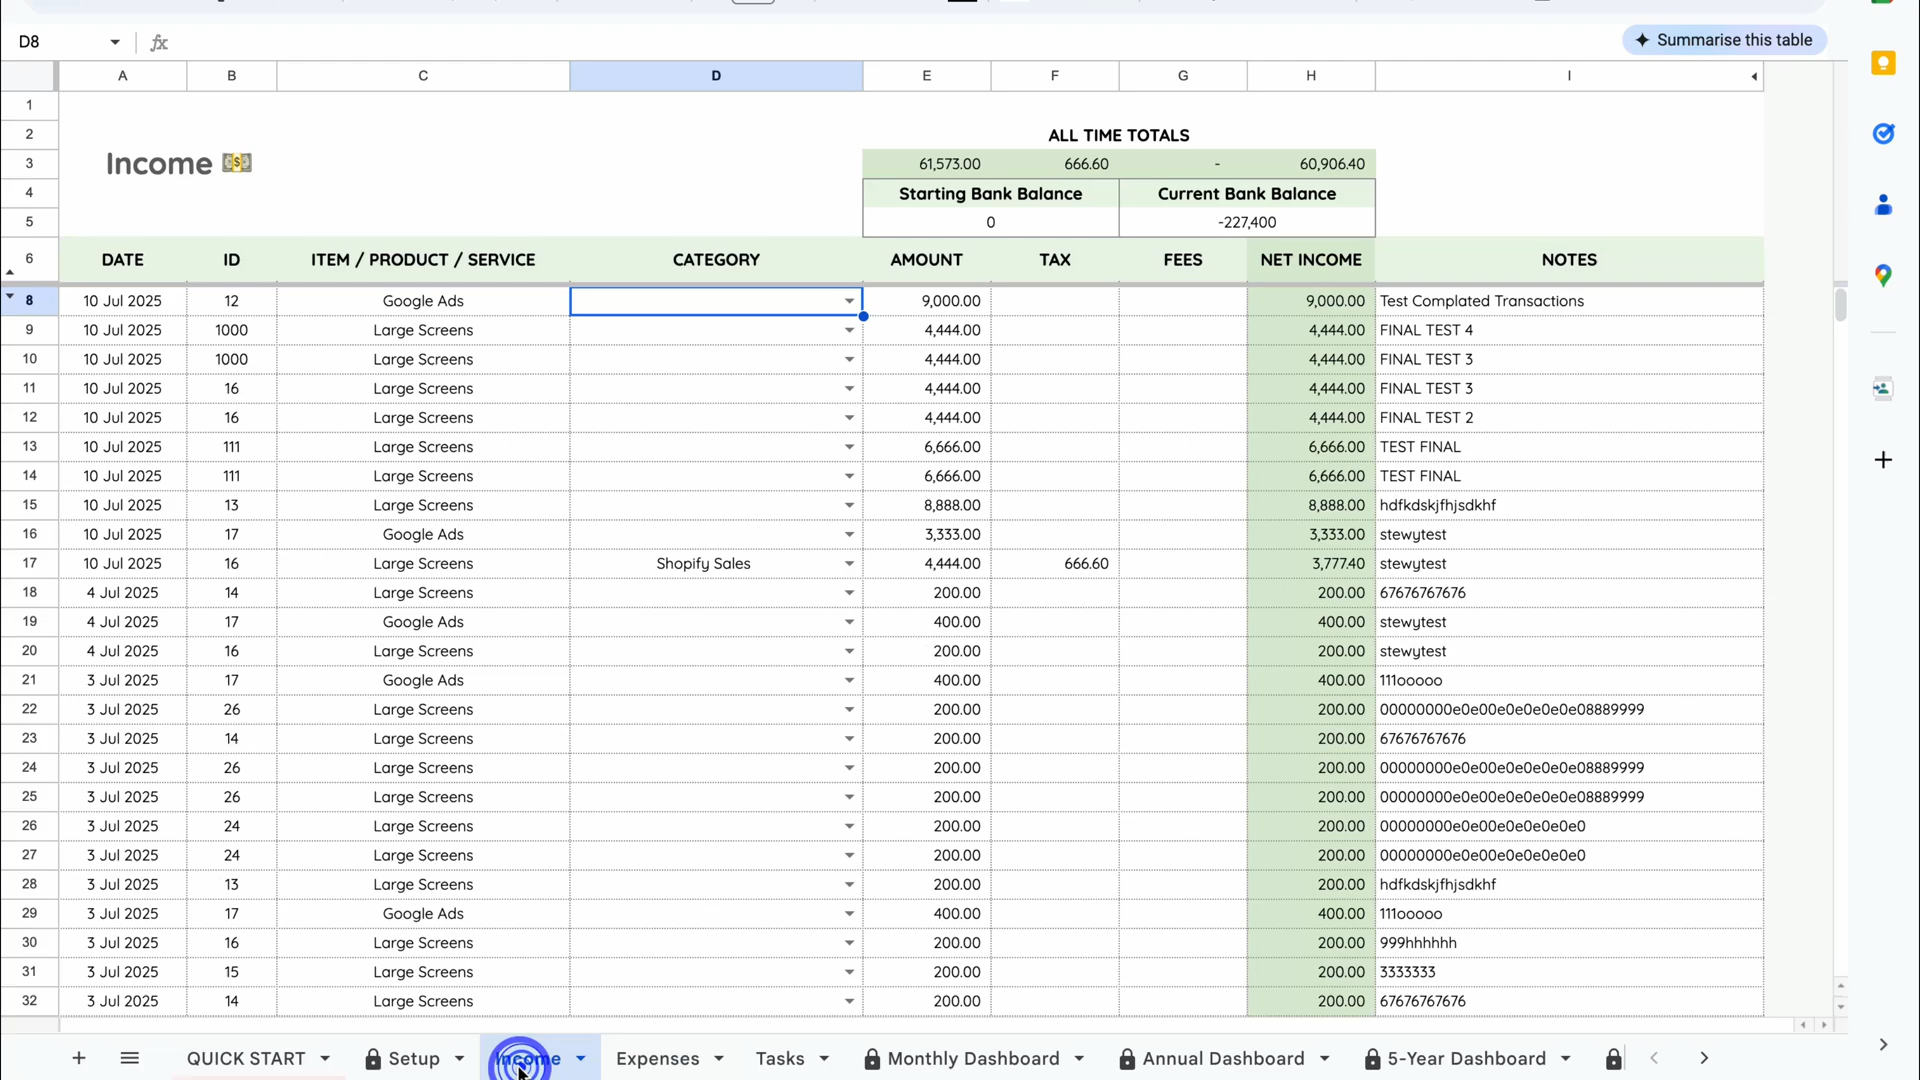 D8
fx
Summarise this table
A B C D E F G H I
1
2 ALL TIME TOTALS
3 Income 61,573.00 666.60 - 60,906.40
4 Starting Bank Balance Current Bank Balance
5 0 -227,400
6 DATE ID ITEM / PRODUCT / SERVICE CATEGORY AMOUNT TAX FEES NET INCOME NOTES
8 10 Jul 2025 12 Google Ads 9,000.00 9,000.00 Test Complated Transactions
9 10 Jul 2025 1000 Large Screens 4,444.00 4,444.00 FINAL TEST 4
10 10 Jul 2025 1000 Large Screens 4,444.00 4,444.00 FINAL TEST 3
11 10 Jul 2025 16 Large Screens 4,444.00 4,444.00 FINAL TEST 3
12 10 Jul 2025 16 Large Screens 4,444.00 4,444.00 FINAL TEST 2
13 10 Jul 2025 111 Large Screens 6,666.00 6,666.00 TEST FINAL
14 10 Jul 2025 111 Large Screens 6,666.00 6,666.00 TEST FINAL
15 10 Jul 2025 13 Large Screens 8,888.00 8,888.00 hdfkdskjfhjsdkhf
16 10 Jul 2025 17 Google Ads 3,333.00 3,333.00 stewytest
17 10 Jul 2025 16 Large Screens Shopify Sales 4,444.00 666.60 3,777.40 stewytest
18 4 Jul 2025 14 Large Screens 200.00 200.00 67676767676
19 4 Jul 2025 17 Google Ads 400.00 400.00 stewytest
20 4 Jul 2025 16 Large Screens 200.00 200.00 stewytest
21 3 Jul 2025 17 Google Ads 400.00 400.00 111ooooo
22 3 Jul 2025 26 Large Screens 200.00 200.00 00000000e0e00e0e0e0e0e08889999
23 3 Jul 2025 14 Large Screens 200.00 200.00 67676767676
24 3 Jul 2025 26 Large Screens 200.00 200.00 00000000e0e00e0e0e0e0e08889999
25 3 Jul 2025 26 Large Screens 200.00 200.00 00000000e0e00e0e0e0e0e08889999
26 3 Jul 2025 24 Large Screens 200.00 200.00 00000000e0e00e0e0e0e0e0
27 3 Jul 2025 24 Large Screens 200.00 200.00 00000000e0e00e0e0e0e0e0
28 3 Jul 2025 13 Large Screens 200.00 200.00 hdfkdskjfhjsdkhf
29 3 Jul 2025 17 Google Ads 400.00 400.00 111ooooo
30 3 Jul 2025 16 Large Screens 200.00 200.00 999hhhhhh
31 3 Jul 2025 15 Large Screens 200.00 200.00 3333333
32 3 Jul 2025 14 Large Screens 200.00 200.00 67676767676
QUICK START Setup Income Expenses Tasks Monthly Dashboard Annual Dashboard 5-Year Dashboard